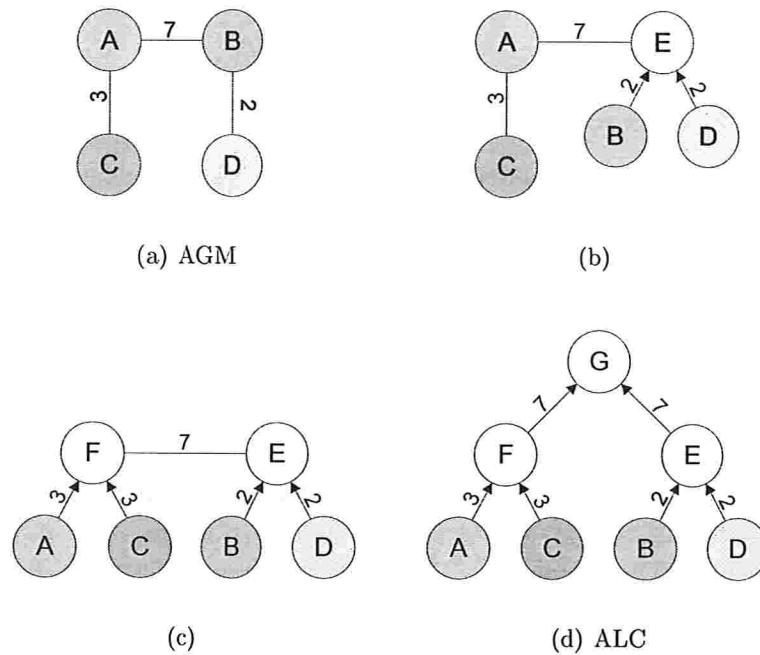 A 7 B
3 2
C D
(a) AGM
A 7 E
3 2 2
B D
C
(b)
F 7 E
3 3 2 2
A C B D
(c)
G
7 7
F E
3 3 2 2
A C B D
(d) ALC